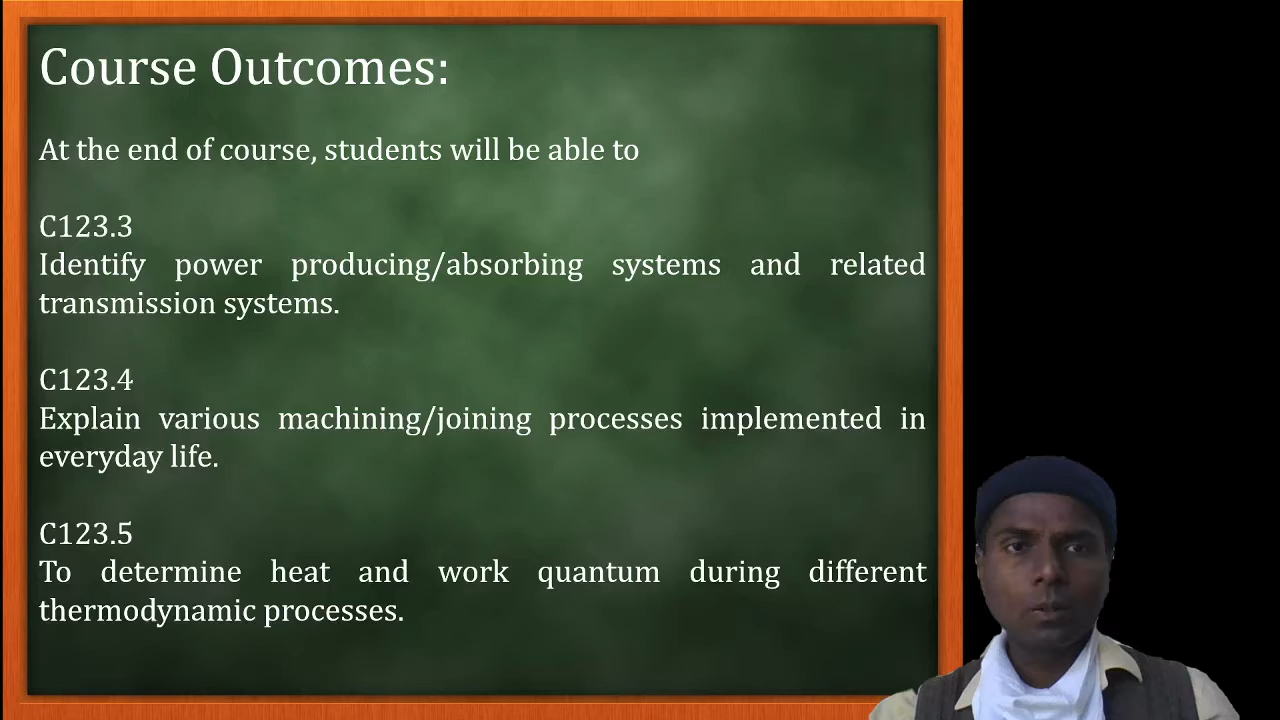 Course Outcomes:
At the end of course, students will be able to
C123.3
Identify power producing/absorbing systems and related
transmission systems.
C123.4
Explain various machining/joining processes implemented in
everyday life.
C123.5
To determine heat and work quantum during different
thermodynamic processes.